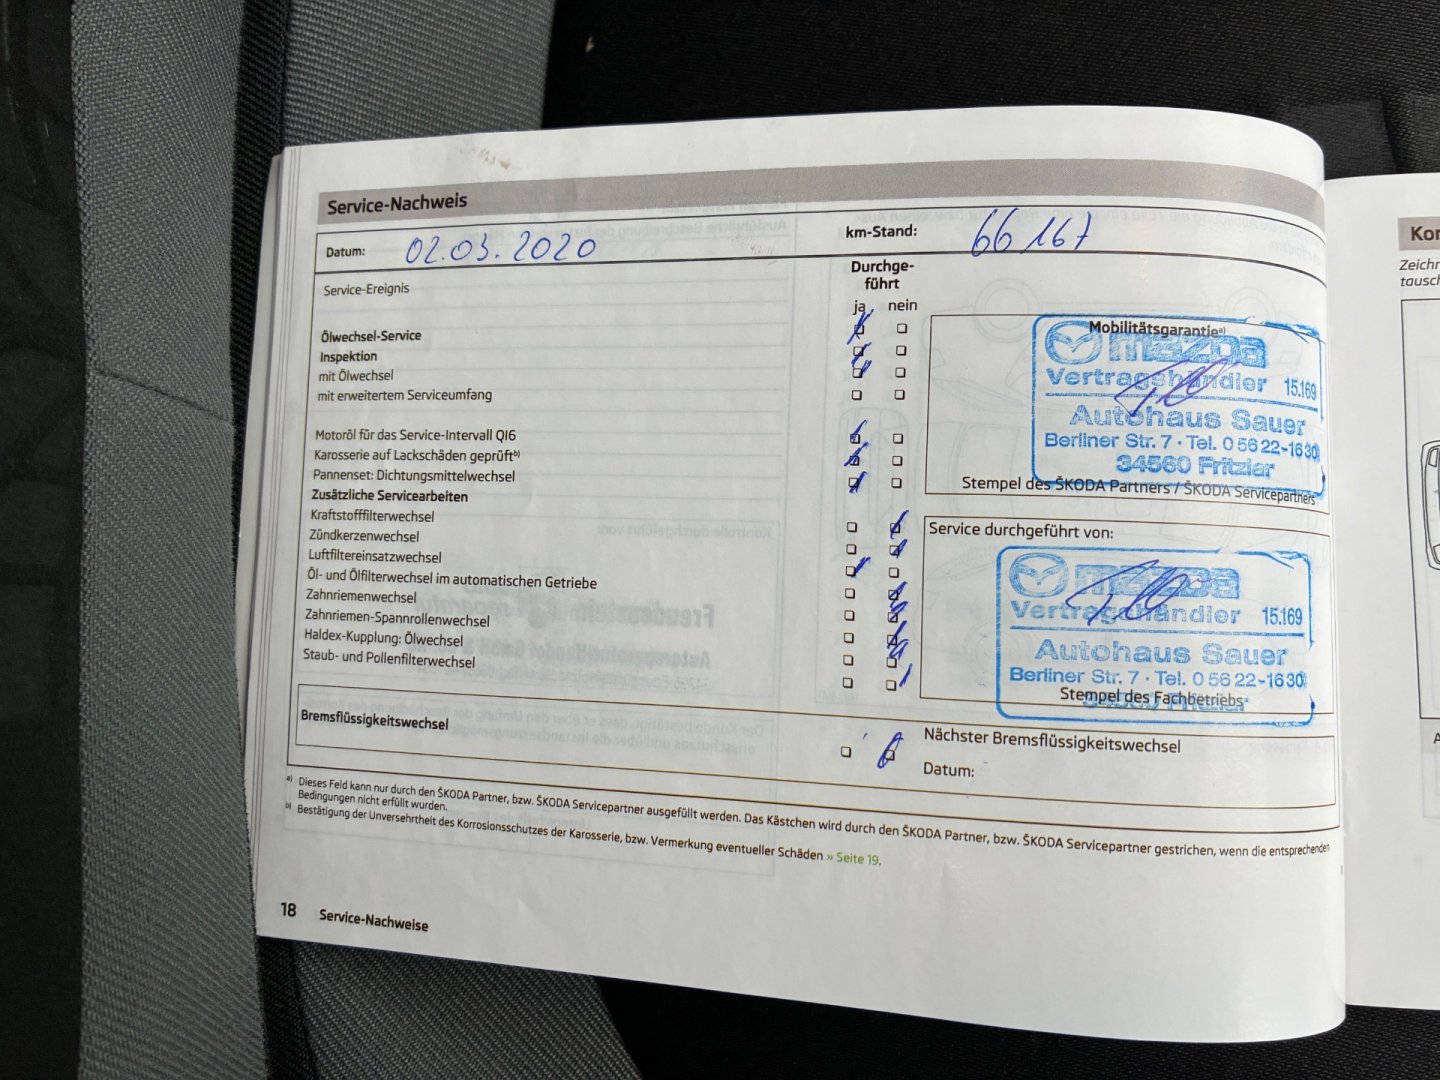 Service-Nachweis
Datum: 02.03.2020 km-Stand: 66 167
Service-Ereignis
Durchge-
führt
ja nein
Ölwechsel-Service
Inspektion
mit Ölwechsel
mit erweitertem Serviceumfang
Motoröl für das Service-Intervall QI6
Karosserie auf Lackschäden geprüft b)
Pannenset: Dichtungsmittelwechsel
Zusätzliche Servicearbeiten
Kraftstofffilterwechsel
Zündkerzenwechsel
Luftfiltereinsatzwechsel
Öl- und Ölfilterwechsel im automatischen Getriebe
Zahnriemenwechsel
Zahnriemen-Spannrollenwechsel
Haldex-Kupplung: Ölwechsel
Staub- und Pollenfilterwechsel
Mobilitätsgarantie a)
mazda
Vertragshändler 15.169
Autohaus Sauer
Berliner Str. 7 · Tel. 0 56 22-16 30
34560 Fritzlar
Stempel des ŠKODA Partners / ŠKODA Servicepartners
Service durchgeführt von:
mazda
Vertragshändler 15.169
Autohaus Sauer
Berliner Str. 7 · Tel. 0 56 22-16 30
34560 Fritzlar
Stempel des Fachbetriebs
Bremsflüssigkeitswechsel
Nächster Bremsflüssigkeitswechsel
Datum:
a) Dieses Feld kann nur durch den ŠKODA Partner, bzw. ŠKODA Servicepartner ausgefüllt werden. Das Kästchen wird durch den ŠKODA Partner, bzw. ŠKODA Servicepartner gestrichen, wenn die entsprechenden
Bedingungen nicht erfüllt wurden.
b) Bestätigung der Unversehrtheit des Korrosionsschutzes der Karosserie, bzw. Vermerkung eventueller Schäden » Seite 19.
18 Service-Nachweise
Kor
Zeichr
tausch